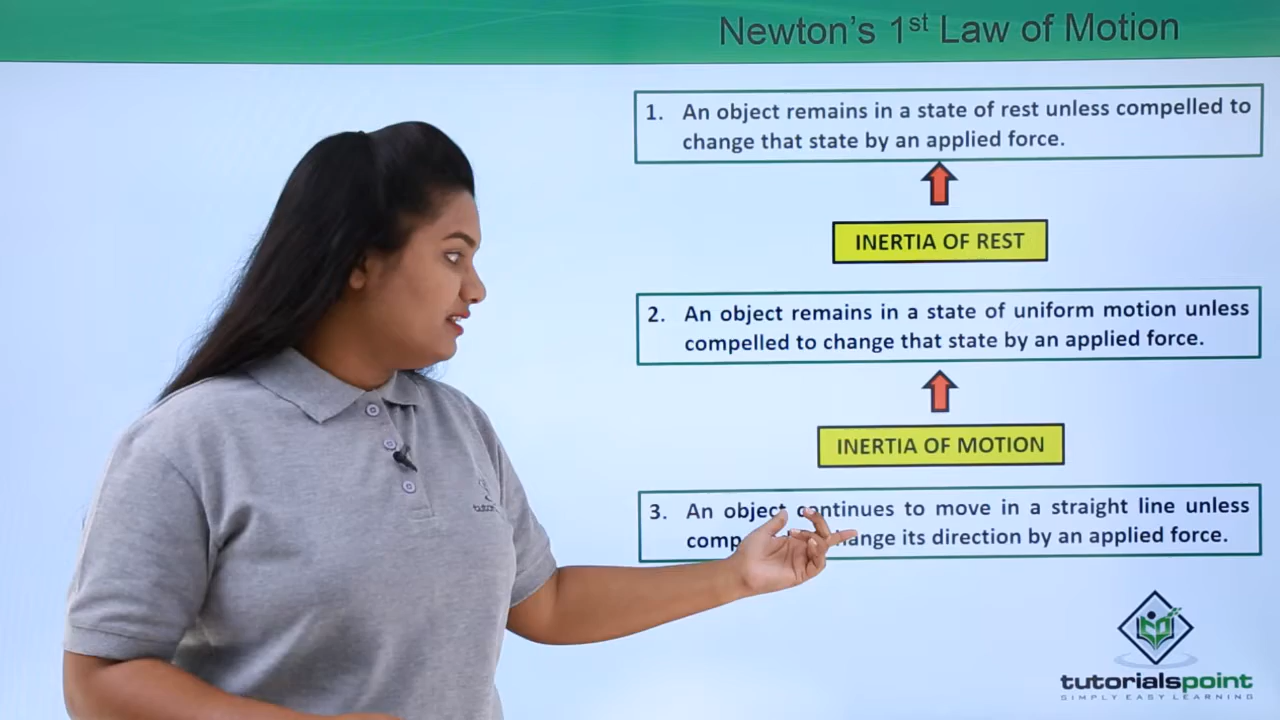 Newton's 1st Law of Motion
1. An object remains in a state of rest unless compelled to
change that state by an applied force.
INERTIA OF REST
2. An object remains in a state of uniform motion unless
compelled to change that state by an applied force.
INERTIA OF MOTION
3. An object continues to move in a straight line unless
its direction by an applied force.
tutorialspoint
SIMPLY EASY LEARNING